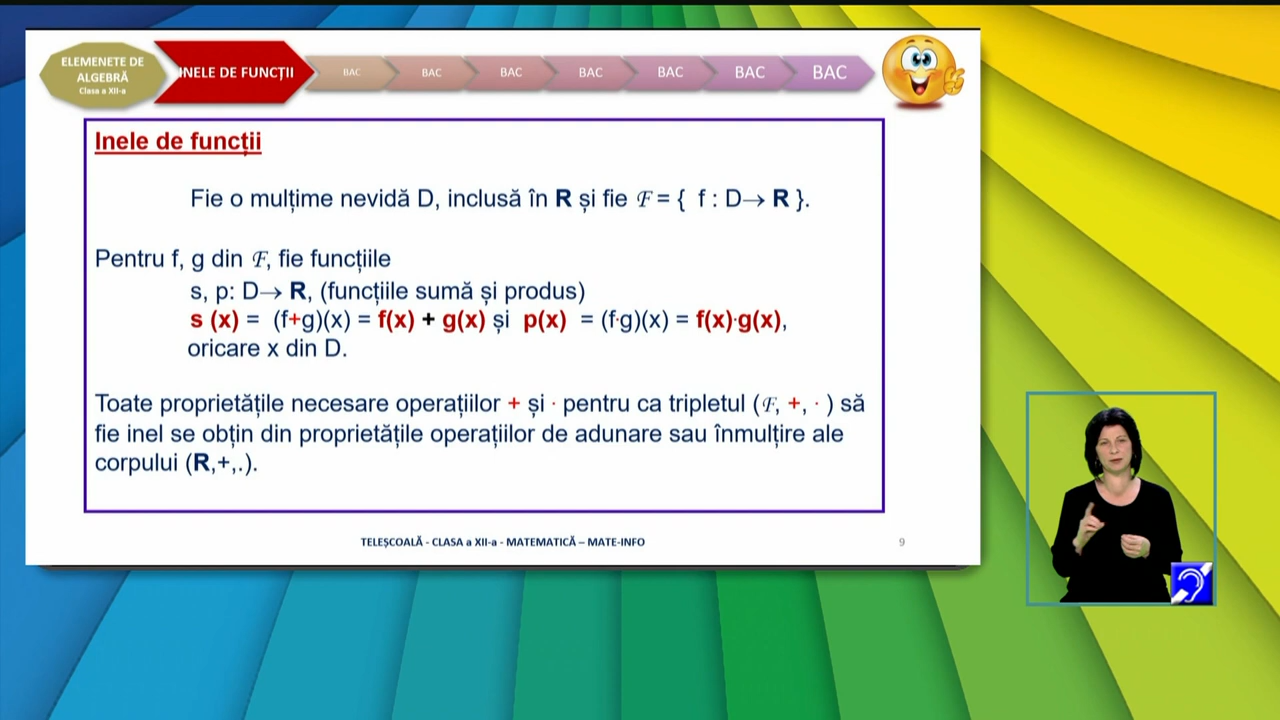 ELEMENETE DE
ALGEBRĂ
Clasa a XII-a
INELE DE FUNCȚII
BAC
BAC
BAC
BAC
BAC
BAC
BAC
Inele de funcții
Fie o mulțime nevidă D, inclusă în R și fie ℱ = { f : D→ R }.
Pentru f, g din ℱ, fie funcțiile
s, p: D→ R, (funcțiile sumă și produs)
s (x) = (f+g)(x) = f(x) + g(x) și p(x) = (f·g)(x) = f(x)·g(x),
oricare x din D.
Toate proprietățile necesare operațiilor + și · pentru ca tripletul (ℱ, +, · ) să
fie inel se obțin din proprietățile operațiilor de adunare sau înmulțire ale
corpului (R,+,.).
TELEȘCOALĂ - CLASA a XII-a - MATEMATICĂ – MATE-INFO
9